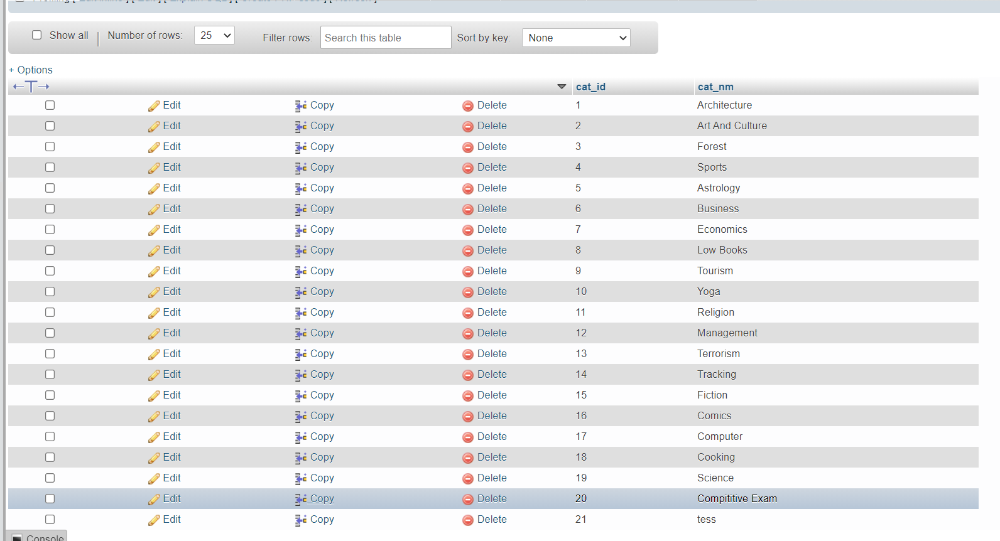 Show all Number of rows: 25 Filter rows: Search this table Sort by key: None
+ Options
cat_id cat_nm
Edit Copy Delete 1 Architecture
Edit Copy Delete 2 Art And Culture
Edit Copy Delete 3 Forest
Edit Copy Delete 4 Sports
Edit Copy Delete 5 Astrology
Edit Copy Delete 6 Business
Edit Copy Delete 7 Economics
Edit Copy Delete 8 Low Books
Edit Copy Delete 9 Tourism
Edit Copy Delete 10 Yoga
Edit Copy Delete 11 Religion
Edit Copy Delete 12 Management
Edit Copy Delete 13 Terrorism
Edit Copy Delete 14 Tracking
Edit Copy Delete 15 Fiction
Edit Copy Delete 16 Comics
Edit Copy Delete 17 Computer
Edit Copy Delete 18 Cooking
Edit Copy Delete 19 Science
Edit Copy Delete 20 Compititive Exam
Edit Copy Delete 21 tess
Console